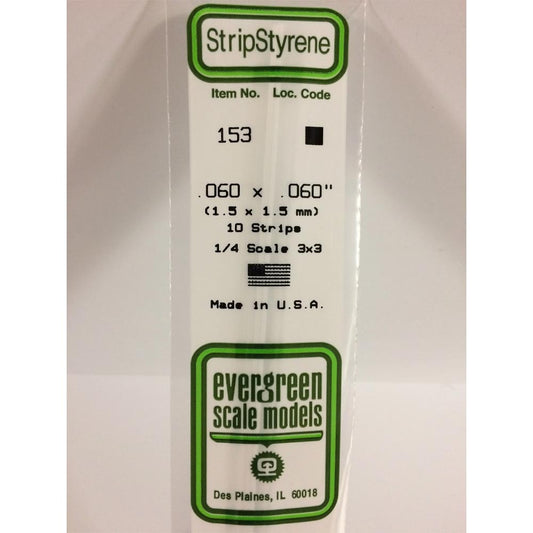 StripStyrene
Item No. Loc. Code
153
.060 x .060"
(1.5 x 1.5 mm)
10 Strips
1/4 Scale 3x3
Made in U.S.A.
evergreen
scale models
Des Plaines, IL 60018